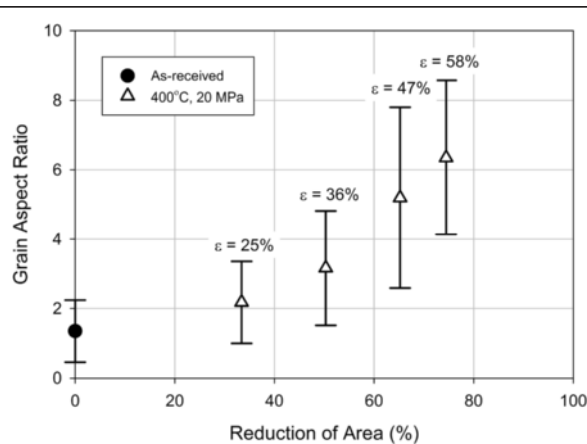 10
8
6
4
2
0
Grain Aspect Ratio
As-received
400°C, 20 MPa
ε = 25%
ε = 36%
ε = 47%
ε = 58%
0 20 40 60 80 100
Reduction of Area (%)